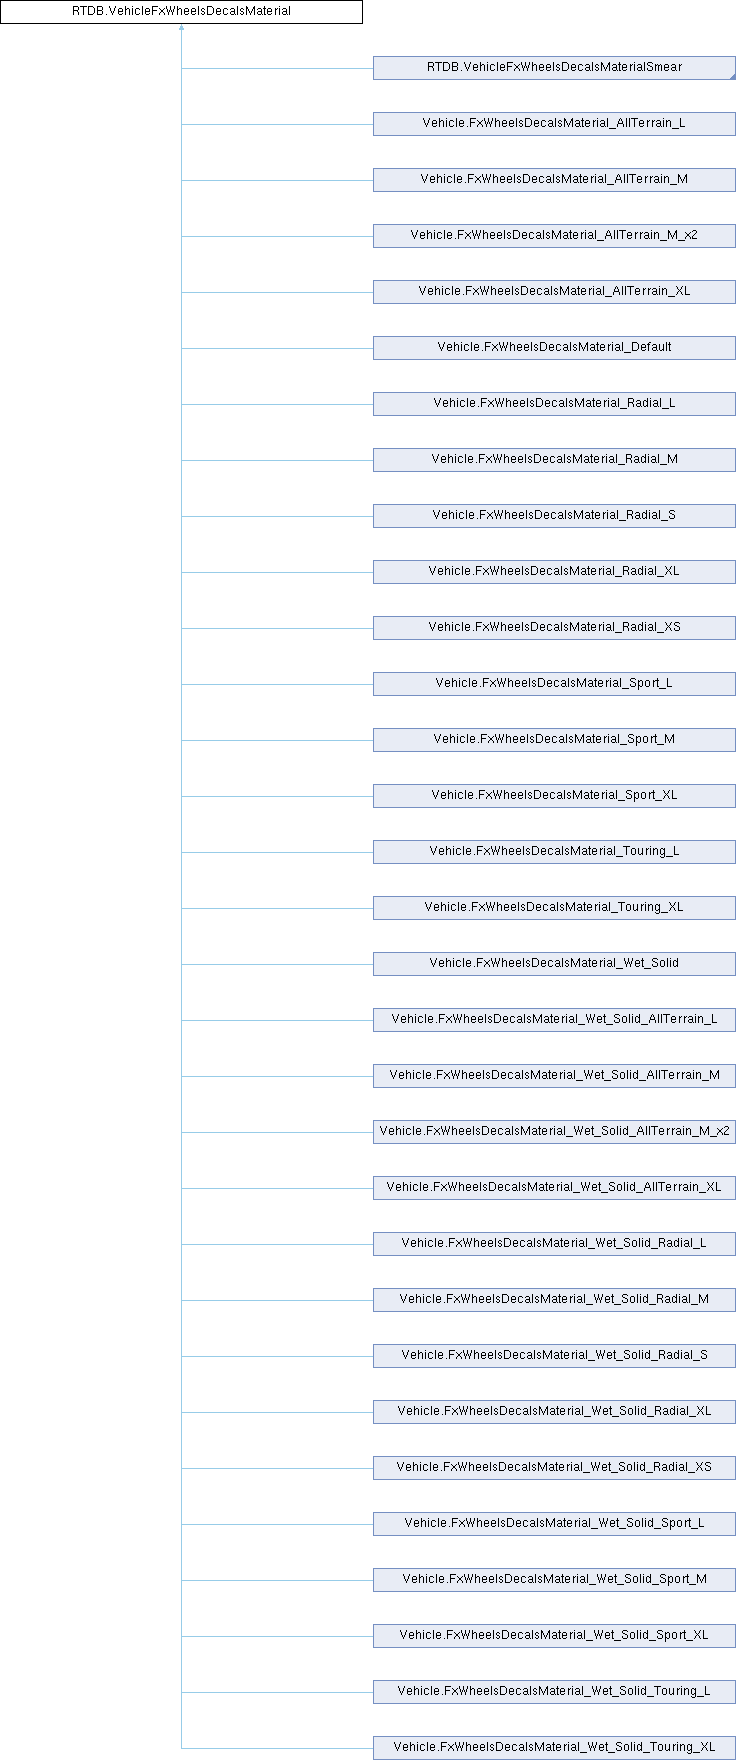 RTDB.VehicleFxWheelsDecalsMaterial
RTDB.VehicleFxWheelsDecalsMaterialSmear
Vehicle.FxWheelsDecalsMaterial_AllTerrain_L
Vehicle.FxWheelsDecalsMaterial_AllTerrain_M
Vehicle.FxWheelsDecalsMaterial_AllTerrain_M_x2
Vehicle.FxWheelsDecalsMaterial_AllTerrain_XL
Vehicle.FxWheelsDecalsMaterial_Default
Vehicle.FxWheelsDecalsMaterial_Radial_L
Vehicle.FxWheelsDecalsMaterial_Radial_M
Vehicle.FxWheelsDecalsMaterial_Radial_S
Vehicle.FxWheelsDecalsMaterial_Radial_XL
Vehicle.FxWheelsDecalsMaterial_Radial_XS
Vehicle.FxWheelsDecalsMaterial_Sport_L
Vehicle.FxWheelsDecalsMaterial_Sport_M
Vehicle.FxWheelsDecalsMaterial_Sport_XL
Vehicle.FxWheelsDecalsMaterial_Touring_L
Vehicle.FxWheelsDecalsMaterial_Touring_XL
Vehicle.FxWheelsDecalsMaterial_Wet_Solid
Vehicle.FxWheelsDecalsMaterial_Wet_Solid_AllTerrain_L
Vehicle.FxWheelsDecalsMaterial_Wet_Solid_AllTerrain_M
Vehicle.FxWheelsDecalsMaterial_Wet_Solid_AllTerrain_M_x2
Vehicle.FxWheelsDecalsMaterial_Wet_Solid_AllTerrain_XL
Vehicle.FxWheelsDecalsMaterial_Wet_Solid_Radial_L
Vehicle.FxWheelsDecalsMaterial_Wet_Solid_Radial_M
Vehicle.FxWheelsDecalsMaterial_Wet_Solid_Radial_S
Vehicle.FxWheelsDecalsMaterial_Wet_Solid_Radial_XL
Vehicle.FxWheelsDecalsMaterial_Wet_Solid_Radial_XS
Vehicle.FxWheelsDecalsMaterial_Wet_Solid_Sport_L
Vehicle.FxWheelsDecalsMaterial_Wet_Solid_Sport_M
Vehicle.FxWheelsDecalsMaterial_Wet_Solid_Sport_XL
Vehicle.FxWheelsDecalsMaterial_Wet_Solid_Touring_L
Vehicle.FxWheelsDecalsMaterial_Wet_Solid_Touring_XL